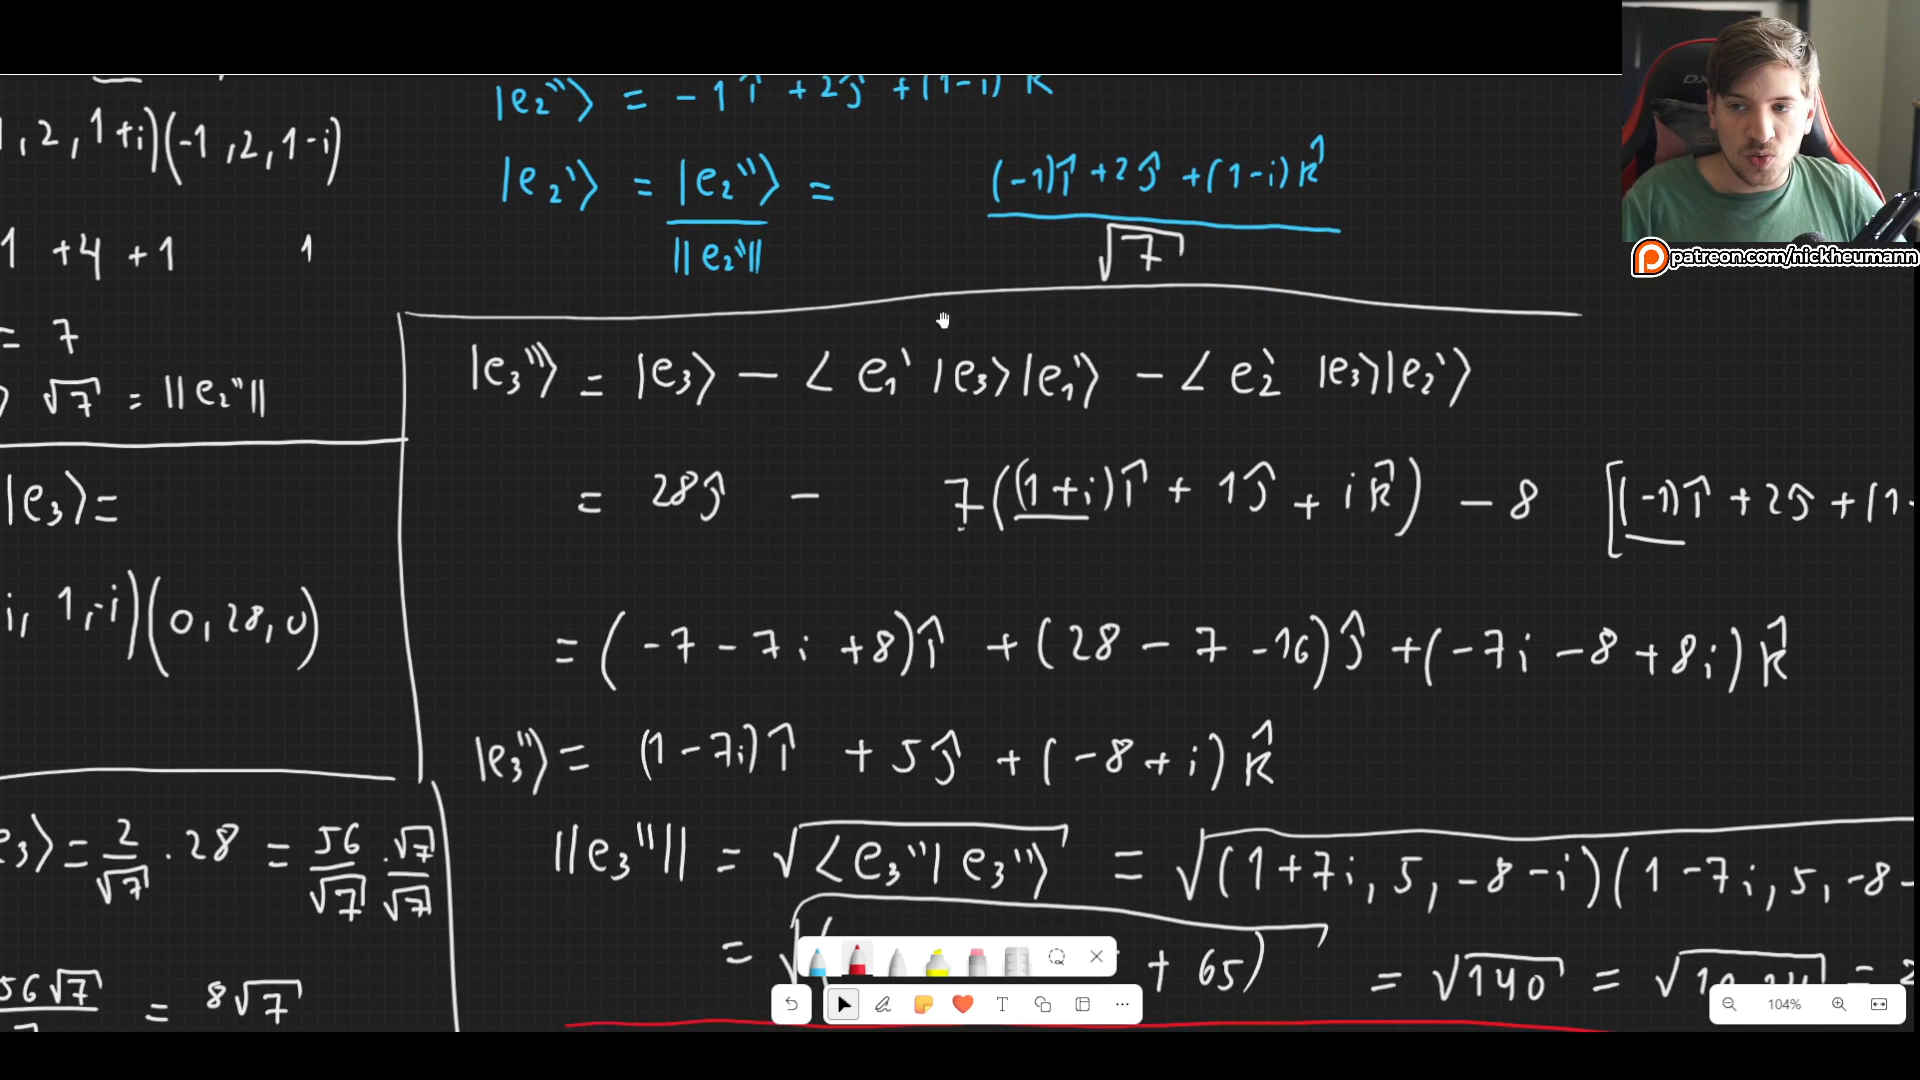 |e₂''⟩ = -1î + 2ĵ + (1-i) k̂
, 2, 1+i)(-1, 2, 1-i)
|e₂'⟩ = |e₂''⟩ / ||e₂''|| = ((-1)î + 2ĵ + (1-i)k̂) / √7
patreon.com/nickheumann
1 + 4 + 1 1
= 7
√7 = ||e₂''||
|e₃''⟩ = |e₃⟩ - <e₁'|e₃>|e₁'⟩ - <e₂' |e₃>|e₂'⟩
|e₃⟩ =
= 28ĵ - 7((1+i)î + 1ĵ + ik̂) - 8 [(-1)î + 2ĵ + (1-
i, 1, -i)(0, 28, 0)
= (-7 - 7i + 8)î + (28 - 7 - 16)ĵ + (-7i - 8 + 8i)k̂
|e₃''⟩ = (1-7i)î + 5ĵ + (-8+i)k̂
e₃⟩ = 2/√7 · 28 = 56/√7 · √7/√7
||e₃''|| = √<e₃''|e₃''⟩ = √(1+7i, 5, -8-i)(1-7i, 5, -8-
= √( + 65) = √140 = √ = 2
56√7 = 8√7
T
104%